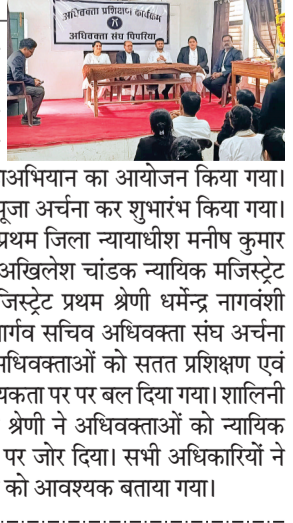 अधिवक्ता प्रशिक्षण कार्यक्रम
अधिवक्ता संघ पिपरिया
अभियान का आयोजन किया गया।
पूजा अर्चना कर शुभारंभ किया गया।
प्रथम जिला न्यायाधीश मनीष कुमार
अखिलेश चांडक न्यायिक मजिस्ट्रेट
जिस्ट्रेट प्रथम श्रेणी धर्मेन्द्र नागवंशी
ार्गव सचिव अधिवक्ता संघ अर्चना
अधिवक्ताओं को सतत प्रशिक्षण एवं
यकता पर पर बल दिया गया। शालिनी
श्रेणी ने अधिवक्ताओं को न्यायिक
पर जोर दिया। सभी अधिकारियों ने
को आवश्यक बताया गया।